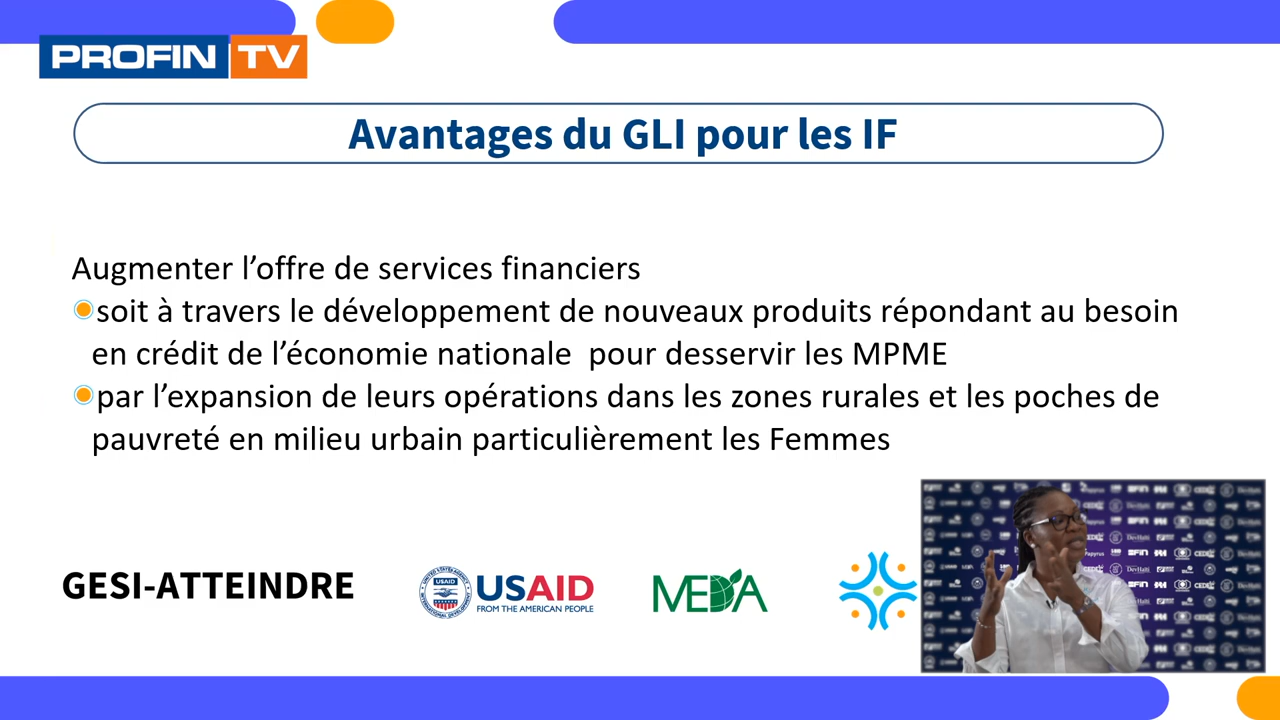 PROFIN TV
Avantages du GLI pour les IF
Augmenter l’offre de services financiers
soit à travers le développement de nouveaux produits répondant au besoin
en crédit de l’économie nationale pour desservir les MPME
par l’expansion de leurs opérations dans les zones rurales et les poches de
pauvreté en milieu urbain particulièrement les Femmes
GESI-ATTEINDRE
USAID
USAID
FROM THE AMERICAN PEOPLE
MEDA